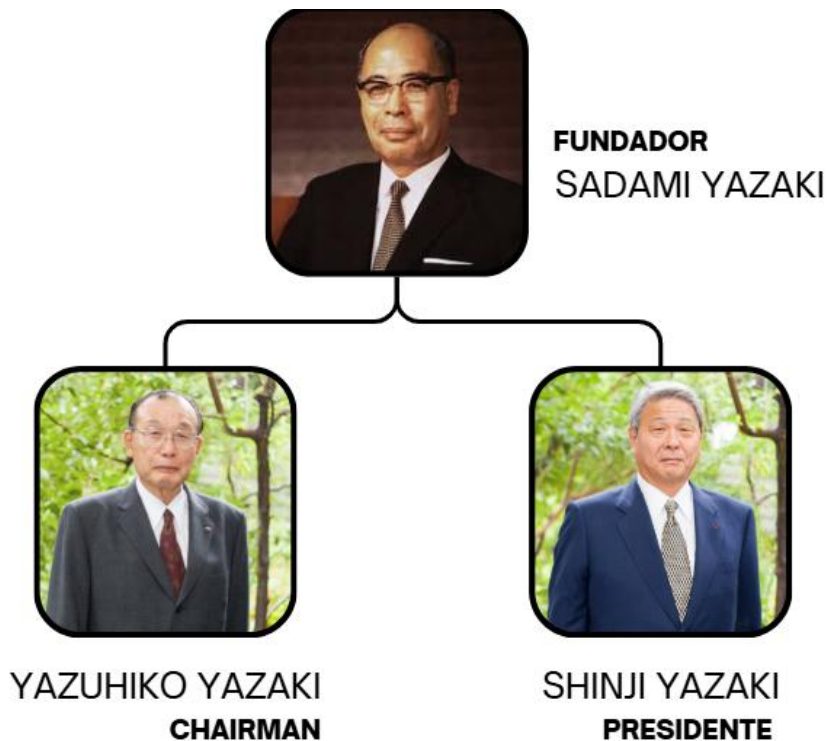 FUNDADOR
SADAMI YAZAKI
YAZUHIKO YAZAKI
CHAIRMAN
SHINJI YAZAKI
PRESIDENTE